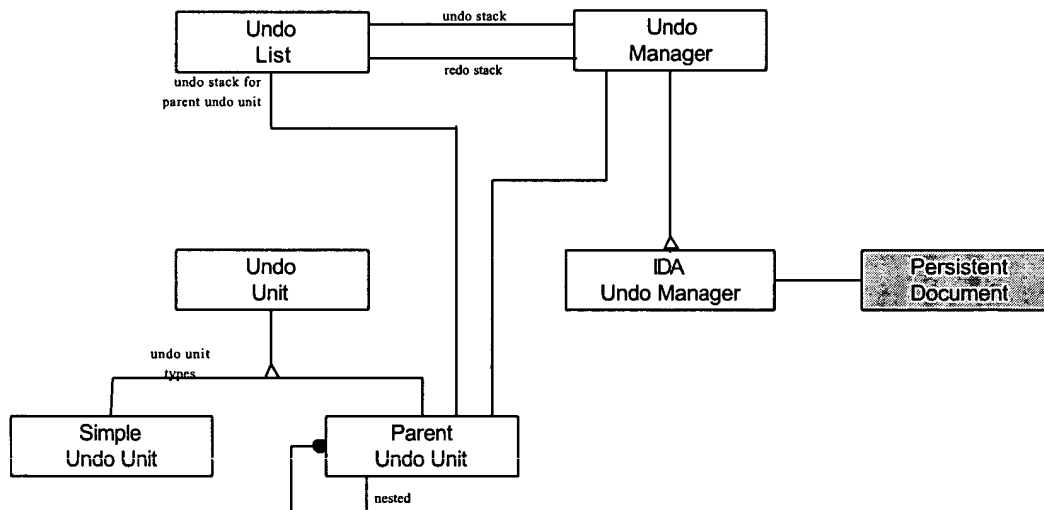 Undo
List
undo stack
redo stack
Undo
Manager
undo stack for
parent undo unit
Undo
Unit
IDA
Undo Manager
Persistent
Document
undo unit
types
Simple
Undo Unit
Parent
Undo Unit
nested